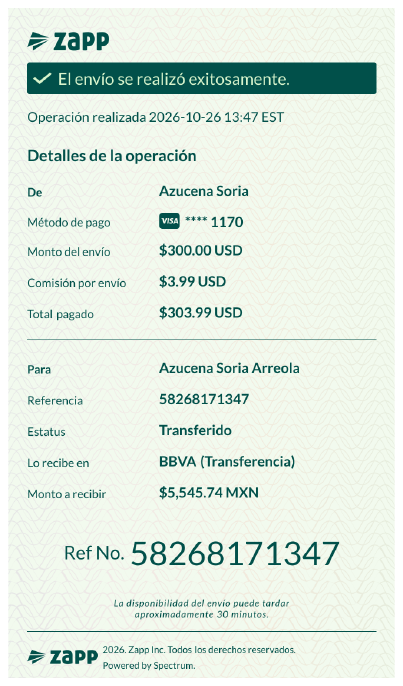 zapp
El envío se realizó exitosamente.
Operación realizada 2026-10-26 13:47 EST
Detalles de la operación
De Azucena Soria
Método de pago VISA **** 1170
Monto del envío $300.00 USD
Comisión por envío $3.99 USD
Total pagado $303.99 USD
Para Azucena Soria Arreola
Referencia 58268171347
Estatus Transferido
Lo recibe en BBVA (Transferencia)
Monto a recibir $5,545.74 MXN
Ref No. 58268171347
La disponibilidad del envío puede tardar
aproximadamente 30 minutos.
zapp 2026. Zapp Inc. Todos los derechos reservados.
Powered by Spectrum.